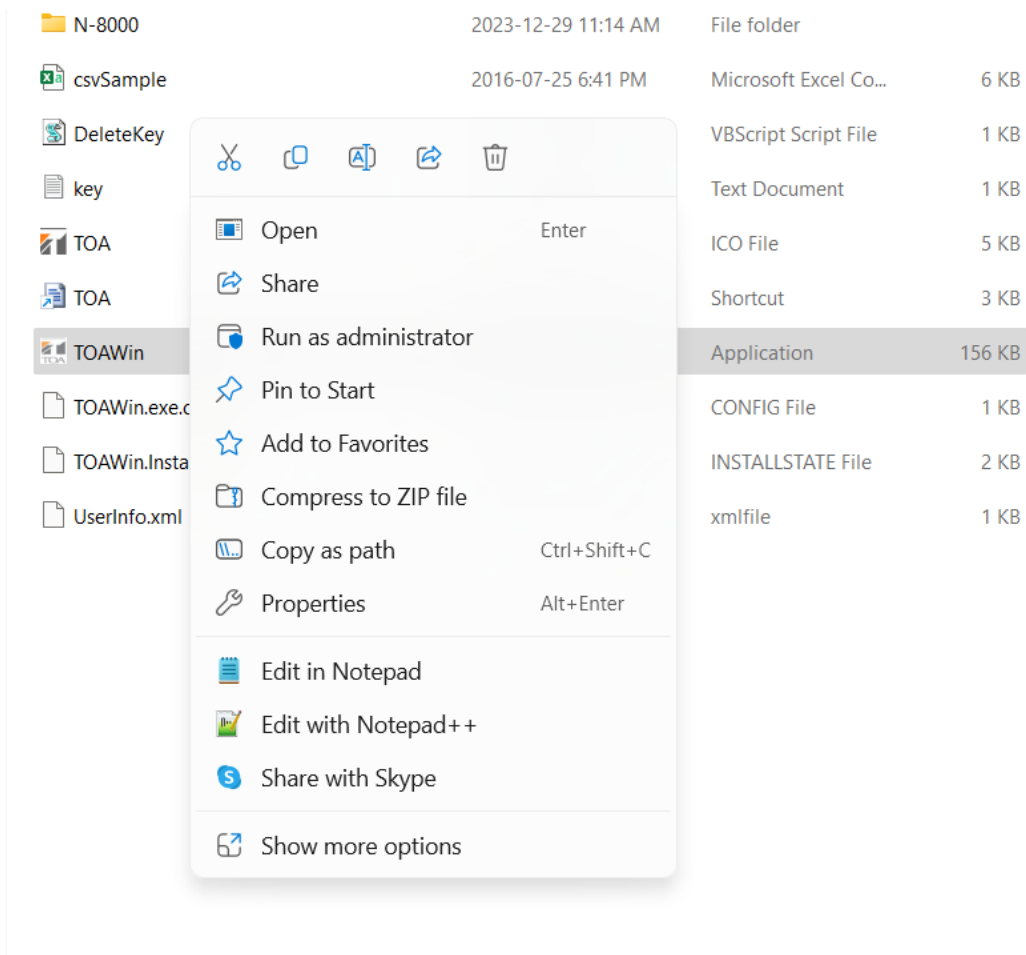 N-8000 2023-12-29 11:14 AM File folder
csvSample 2016-07-25 6:41 PM Microsoft Excel Co... 6 KB
DeleteKey VBScript Script File 1 KB
key Text Document 1 KB
TOA ICO File 5 KB
TOA Shortcut 3 KB
TOAWin Application 156 KB
TOAWin.exe.c CONFIG File 1 KB
TOAWin.Insta INSTALLSTATE File 2 KB
UserInfo.xml xmlfile 1 KB
Open Enter
Share
Run as administrator
Pin to Start
Add to Favorites
Compress to ZIP file
Copy as path Ctrl+Shift+C
Properties Alt+Enter
Edit in Notepad
Edit with Notepad++
Share with Skype
Show more options